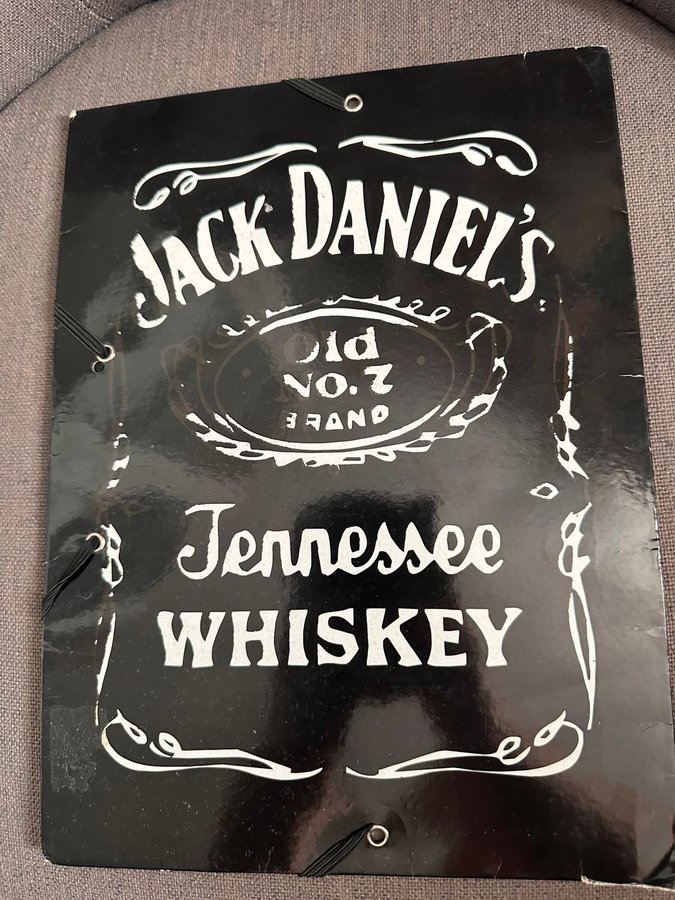 JACK DANIEL'S
Old
No.7
BRAND
Tennessee
WHISKEY